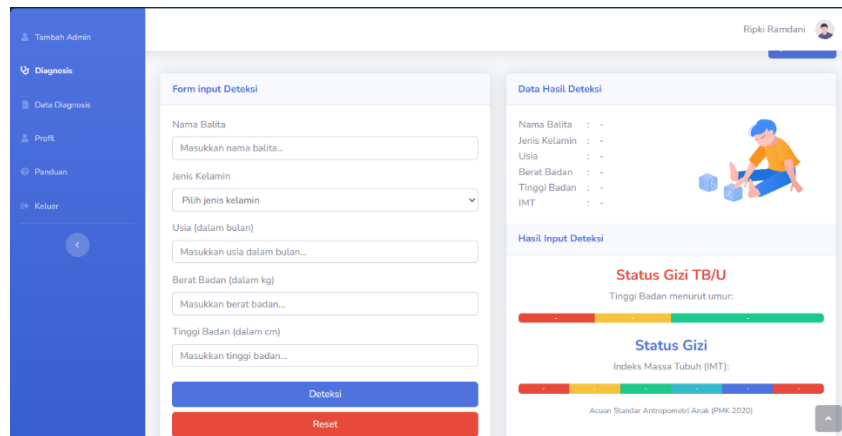 Tambah Admin
Diagnosis
Data Diagnosis
Profil
Panduan
Keluar
Ripki Ramdani
Form input Deteksi
Nama Balita
Masukkan nama balita...
Jenis Kelamin
Pilih jenis kelamin
Usia (dalam bulan)
Masukkan usia dalam bulan...
Berat Badan (dalam kg)
Masukkan berat badan...
Tinggi Badan (dalam cm)
Masukkan tinggi badan...
Deteksi
Reset
Data Hasil Deteksi
Nama Balita : -
Jenis Kelamin : -
Usia : -
Berat Badan : -
Tinggi Badan : -
IMT : -
Hasil Input Deteksi
Status Gizi TB/U
Tinggi Badan menurut umur:
- - -
Status Gizi
Indeks Massa Tubuh (IMT):
- - - - - -
Acuan Standar Antropometri Anak (PMK 2020)